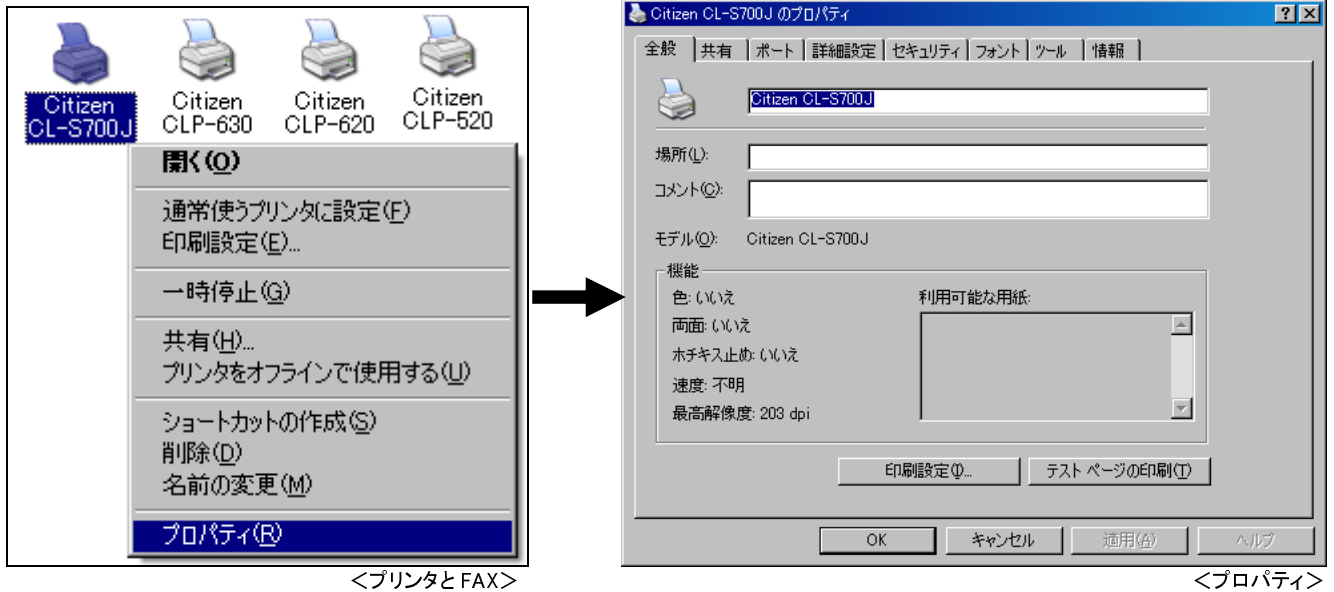 Citizen
CL-S700J
Citizen
CLP-630
Citizen
CLP-620
Citizen
CLP-520
開く(O)
通常使うプリンタに設定(F)
印刷設定(E)...
一時停止(G)
共有(H)...
プリンタをオフラインで使用する(U)
ショートカットの作成(S)
削除(D)
名前の変更(M)
プロパティ(R)
<プリンタとFAX>
Citizen CL-S700J のプロパティ
全般 共有 ポート 詳細設定 セキュリティ フォント ツール 情報
Citizen CL-S700J
場所(L):
コメント(C):
モデル(O): Citizen CL-S700J
機能
色: いいえ
両面: いいえ
ホチキス止め: いいえ
速度: 不明
最高解像度: 203 dpi
利用可能な用紙:
印刷設定(I)... テスト ページの印刷(T)
OK キャンセル 適用(A) ヘルプ
<プロパティ>